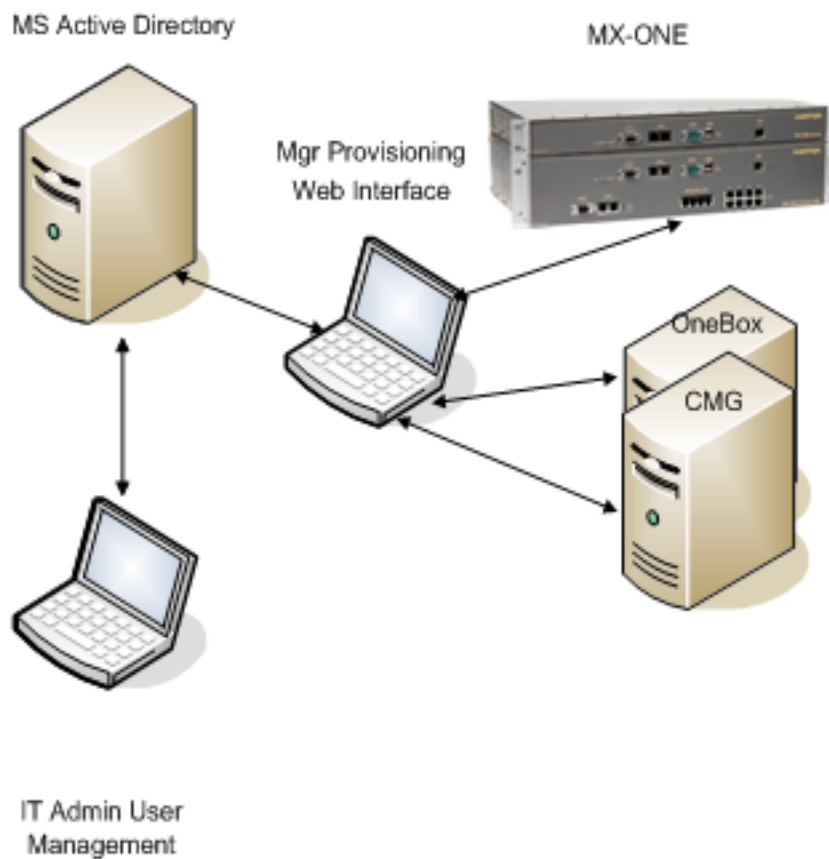 MS Active Directory
MX-ONE
Mgr Provisioning
Web Interface
OneBox
CMG
IT Admin User
Management